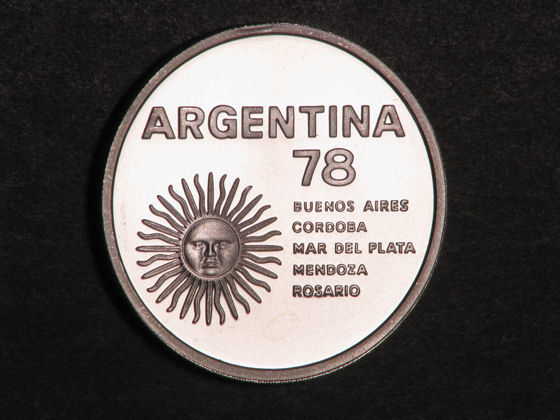 ARGENTINA
78
BUENOS AIRES
CORDOBA
MAR DEL PLATA
MENDOZA
ROSARIO